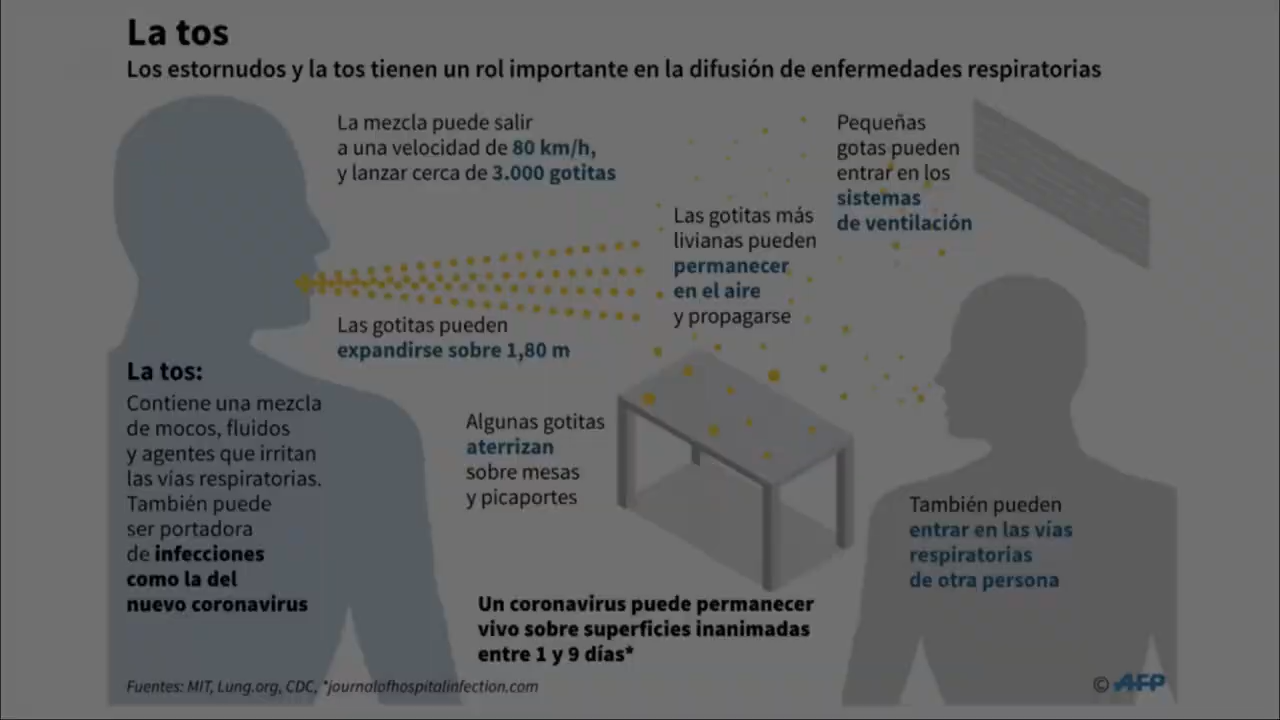 La tos
Los estornudos y la tos tienen un rol importante en la difusión de enfermedades respiratorias
La mezcla puede salir
a una velocidad de 80 km/h,
y lanzar cerca de 3.000 gotitas
Pequeñas
gotas pueden
entrar en los
sistemas
de ventilación
Las gotitas más
livianas pueden
permanecer
en el aire
y propagarse
Las gotitas pueden
expandirse sobre 1,80 m
La tos:
Contiene una mezcla
de mocos, fluidos
y agentes que irritan
las vías respiratorias.
También puede
ser portadora
de infecciones
como la del
nuevo coronavirus
Algunas gotitas
aterrizan
sobre mesas
y picaportes
También pueden
entrar en las vías
respiratorias
de otra persona
Un coronavirus puede permanecer
vivo sobre superficies inanimadas
entre 1 y 9 días*
Fuentes: MIT, Lung.org, CDC, *journalofhospitalinfection.com
© AFP